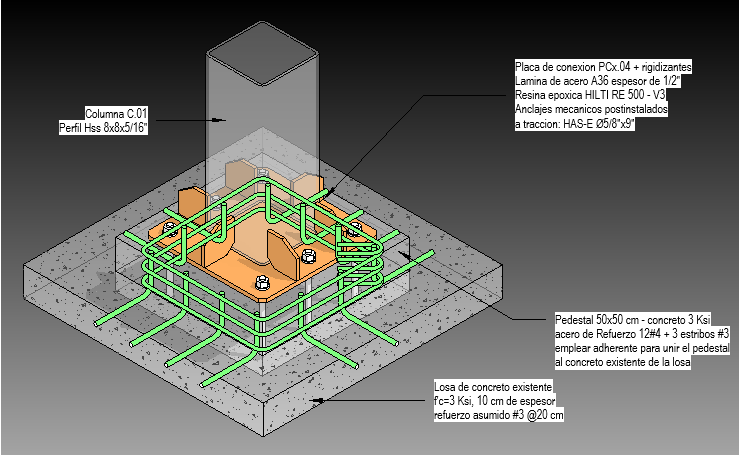 Placa de conexion PCx.04 + rigidizantes
Lamina de acero A36 espesor de 1/2"
Resina epoxica HILTI RE 500 - V3
Anclajes mecanicos postinstalados
a traccion: HAS-E Ø5/8"x9"
Columna C.01
Perfil Hss 8x8x5/16"
Pedestal 50x50 cm - concreto 3 Ksi
acero de Refuerzo 12#4 + 3 estribos #3
emplear adherente para unir el pedestal
al concreto existente de la losa
Losa de concreto existente
f'c=3 Ksi, 10 cm de espesor
refuerzo asumido #3 @20 cm